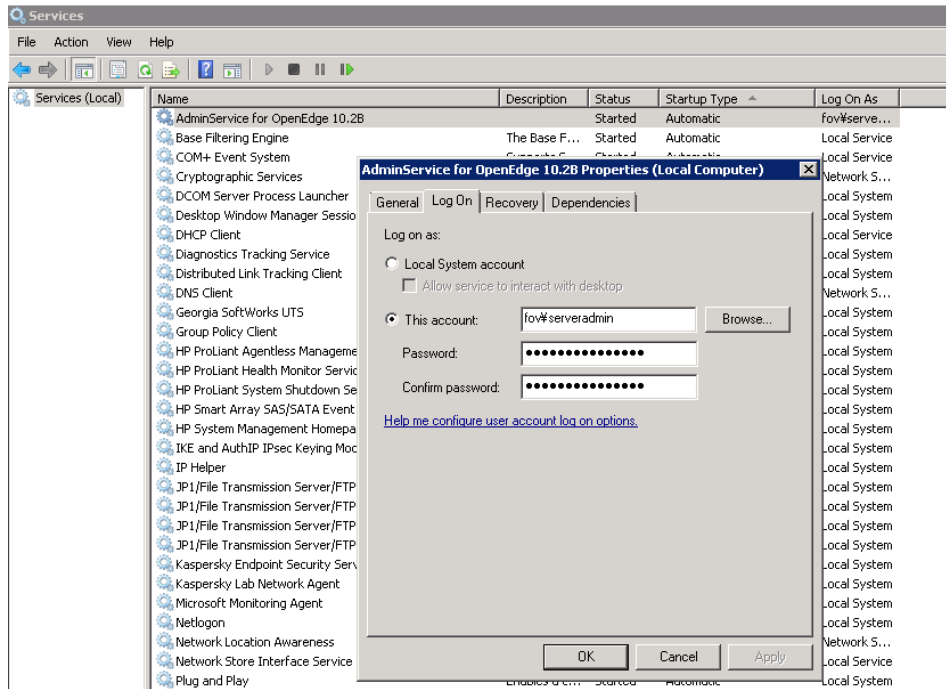 Services
File Action View Help
Services (Local)
Name Description Status Startup Type Log On As
AdminService for OpenEdge 10.2B Started Automatic fov¥serve...
Base Filtering Engine The Base F... Started Automatic Local Service
COM+ Event System Supports S... Started Automatic Local Service
Cryptographic Services Network S...
DCOM Server Process Launcher Local System
Desktop Window Manager Sessio Local System
DHCP Client Local Service
Diagnostics Tracking Service Local System
Distributed Link Tracking Client Local System
DNS Client Network S...
Georgia SoftWorks UTS Local System
Group Policy Client Local System
HP ProLiant Agentless Manageme Local System
HP ProLiant Health Monitor Servic Local System
HP ProLiant System Shutdown Se Local System
HP Smart Array SAS/SATA Event Local System
HP System Management Homepa Local System
IKE and AuthIP IPsec Keying Moc Local System
IP Helper Local System
JP1/File Transmission Server/FTP Local System
JP1/File Transmission Server/FTP Local System
JP1/File Transmission Server/FTP Local System
JP1/File Transmission Server/FTP Local System
Kaspersky Endpoint Security Serv Local System
Kaspersky Lab Network Agent Local System
Microsoft Monitoring Agent Local System
Netlogon Local System
Network Location Awareness Network S...
Network Store Interface Service Local Service
Plug and Play Enables a c... Started Automatic Local System
AdminService for OpenEdge 10.2B Properties (Local Computer)
General Log On Recovery Dependencies
Log on as:
Local System account
Allow service to interact with desktop
This account: fov¥serveradmin Browse...
Password:
Confirm password:
Help me configure user account log on options.
OK Cancel Apply